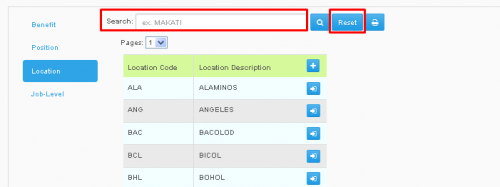 Benefit
Position
Location
Job-Level
Search: ex. MAKATI Reset
Pages: 1
Location Code Location Description
ALA ALAMINOS
ANG ANGELES
BAC BACOLOD
BCL BICOL
BHL BOHOL